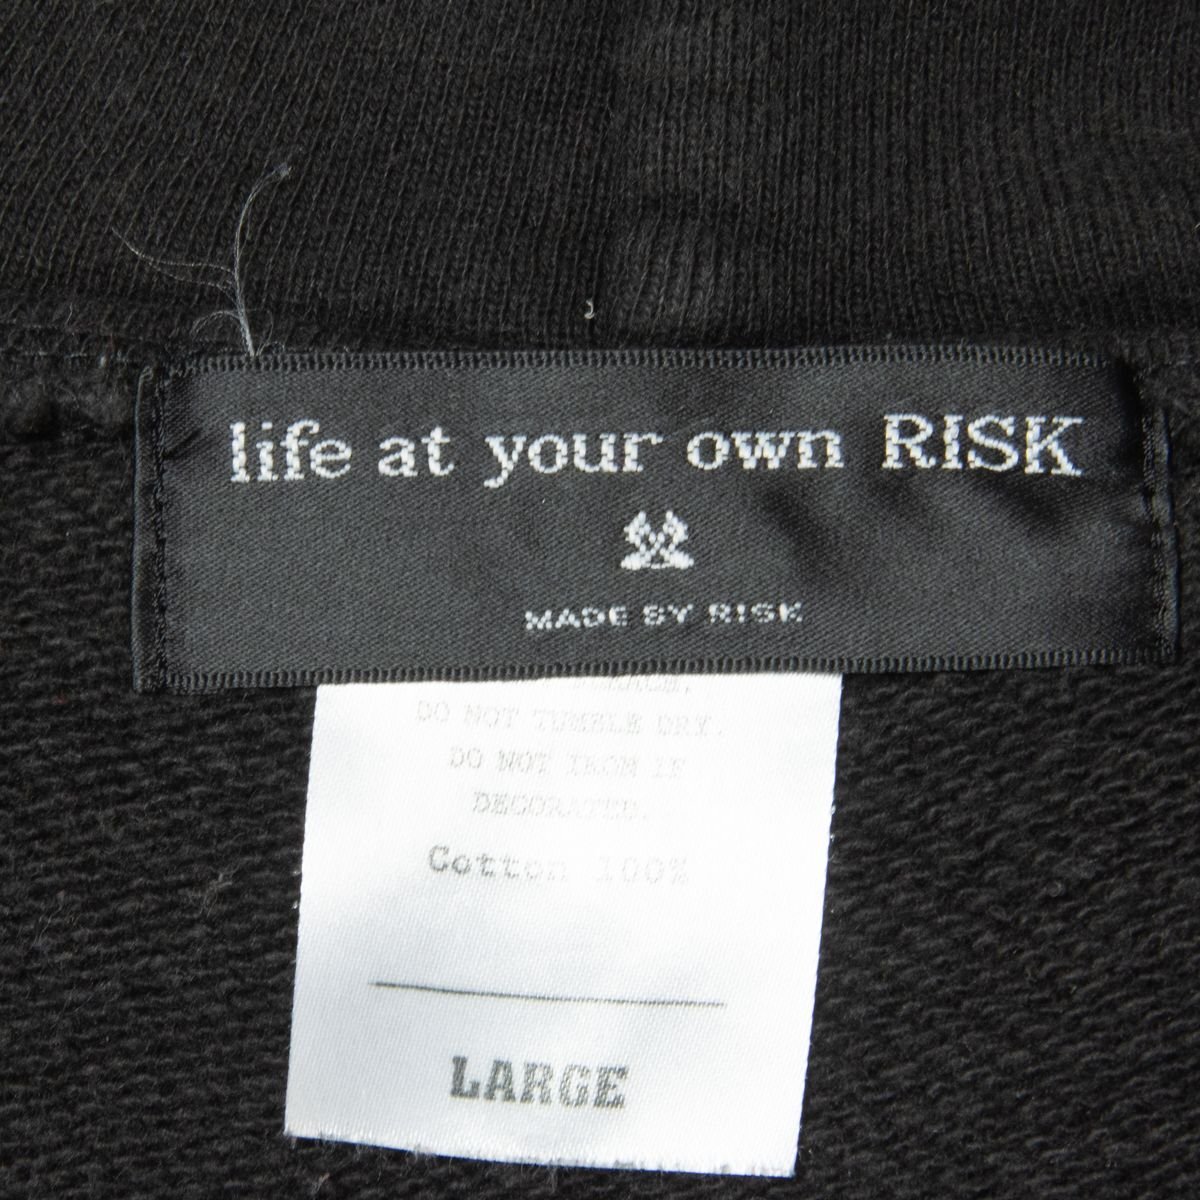 life at your own RISK
MADE BY RISK
DO NOT TUMBLE DRY.
DO NOT IRON IF
DECORATED.
Cotton 100%
LARGE